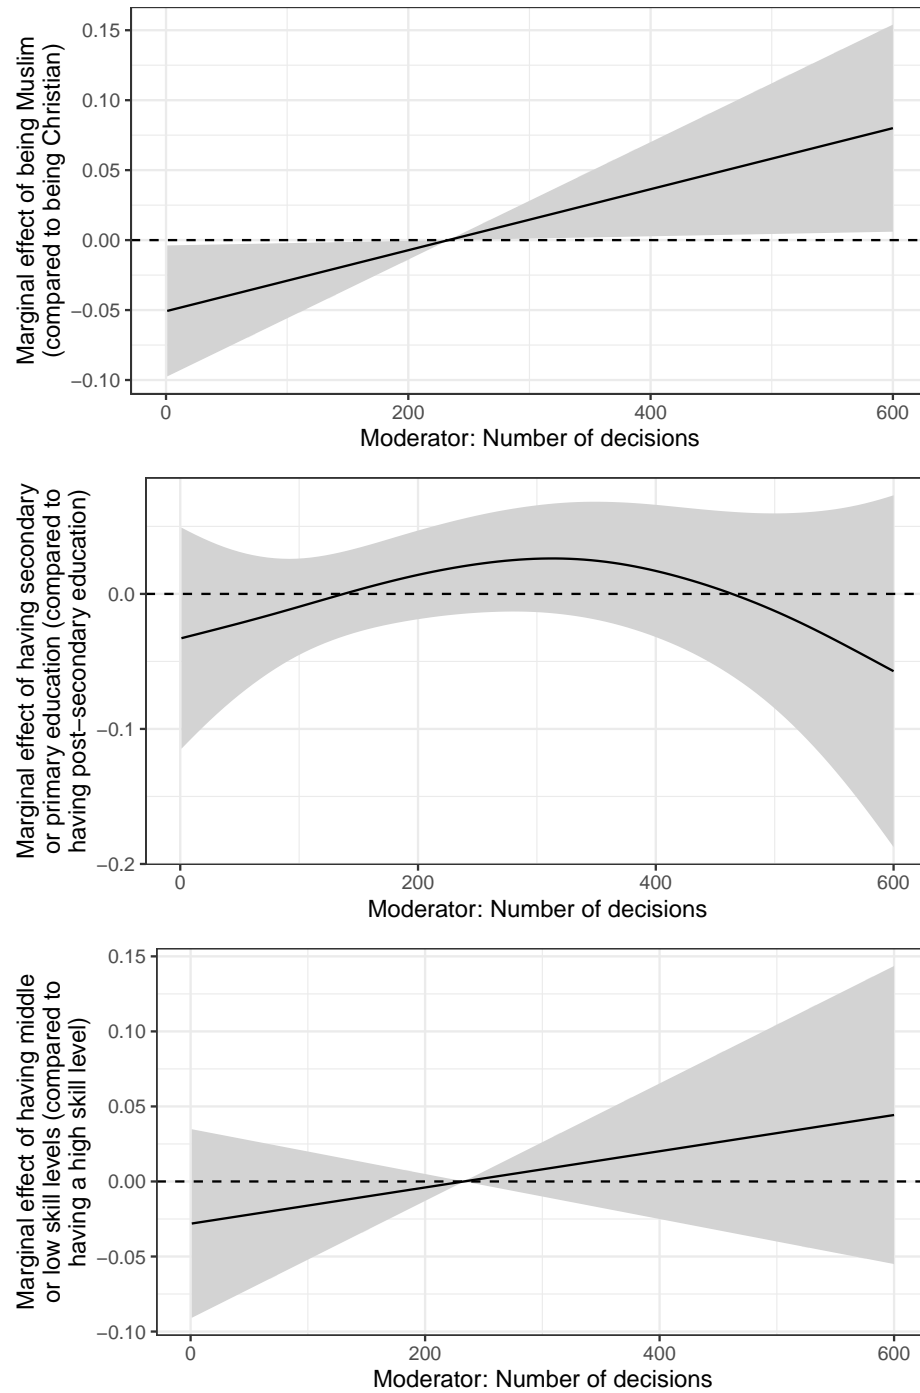 Marginal effect of being Muslim
(compared to being Christian)
0.15
0.10
0.05
0.00
−0.05
−0.10
0
200
400
600
Moderator: Number of decisions
Marginal effect of having secondary
or primary education (compared to
having post−secondary education)
0.0
−0.1
−0.2
0
200
400
600
Moderator: Number of decisions
Marginal effect of having middle
or low skill levels (compared to
having a high skill level)
0.15
0.10
0.05
0.00
−0.05
−0.10
0
200
400
600
Moderator: Number of decisions